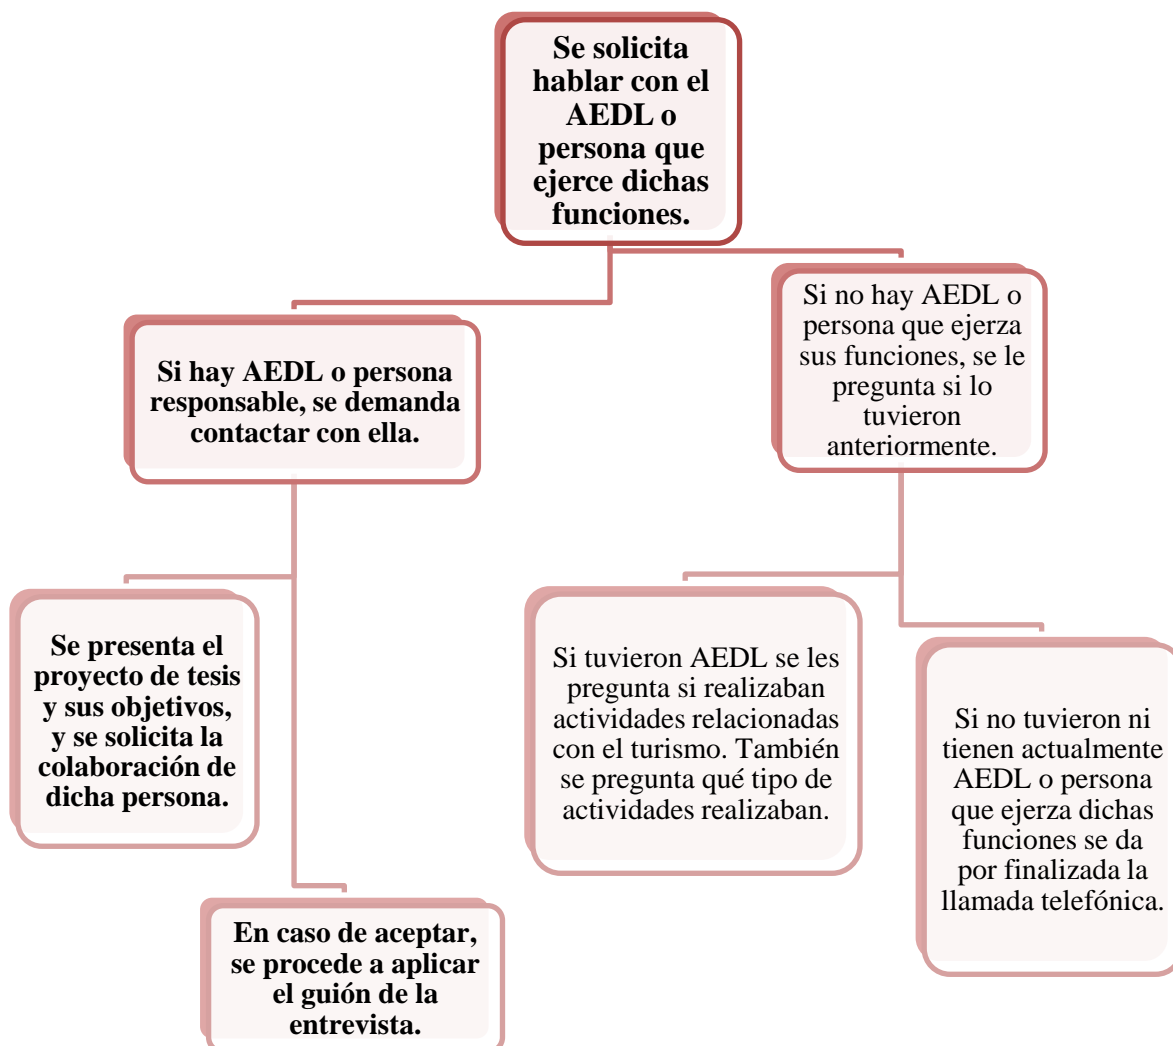 Se solicita
hablar con el
AEDL o
persona que
ejerce dichas
funciones.
Si hay AEDL o persona
responsable, se demanda
contactar con ella.
Si no hay AEDL o
persona que ejerza
sus funciones, se le
pregunta si lo
tuvieron
anteriormente.
Se presenta el
proyecto de tesis
y sus objetivos,
y se solicita la
colaboración de
dicha persona.
En caso de aceptar,
se procede a aplicar
el guión de la
entrevista.
Si tuvieron AEDL se les
pregunta si realizaban
actividades relacionadas
con el turismo. También
se pregunta qué tipo de
actividades realizaban.
Si no tuvieron ni
tienen actualmente
AEDL o persona
que ejerza dichas
funciones se da
por finalizada la
llamada telefónica.